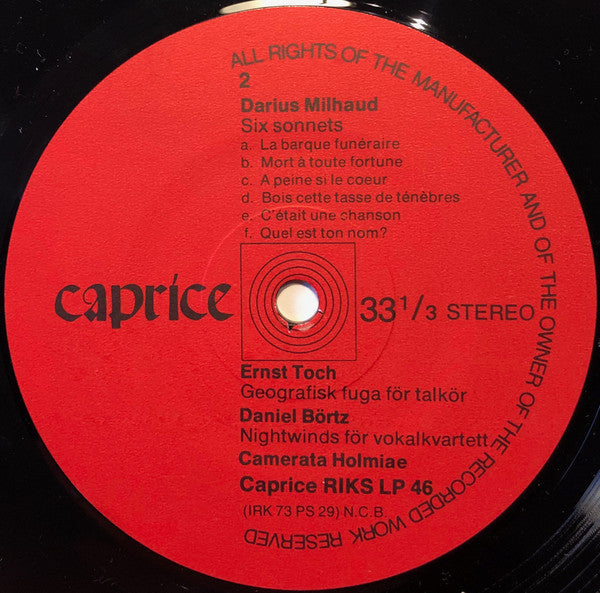 ALL RIGHTS OF THE MANUFACTURER AND OF THE OWNER OF THE RECORDED WORK RESERVED
2
Darius Milhaud
Six sonnets
a. La barque funéraire
b. Mort à toute fortune
c. A peine si le coeur
d. Bois cette tasse de ténèbres
e. C'était une chanson
f. Quel est ton nom?
caprice
33 1/3 STEREO
Ernst Toch
Geografisk fuga för talkör
Daniel Börtz
Nightwinds för vokalkvartett
Camerata Holmiae
Caprice RIKS LP 46
(IRK 73 PS 29) N.C.B.